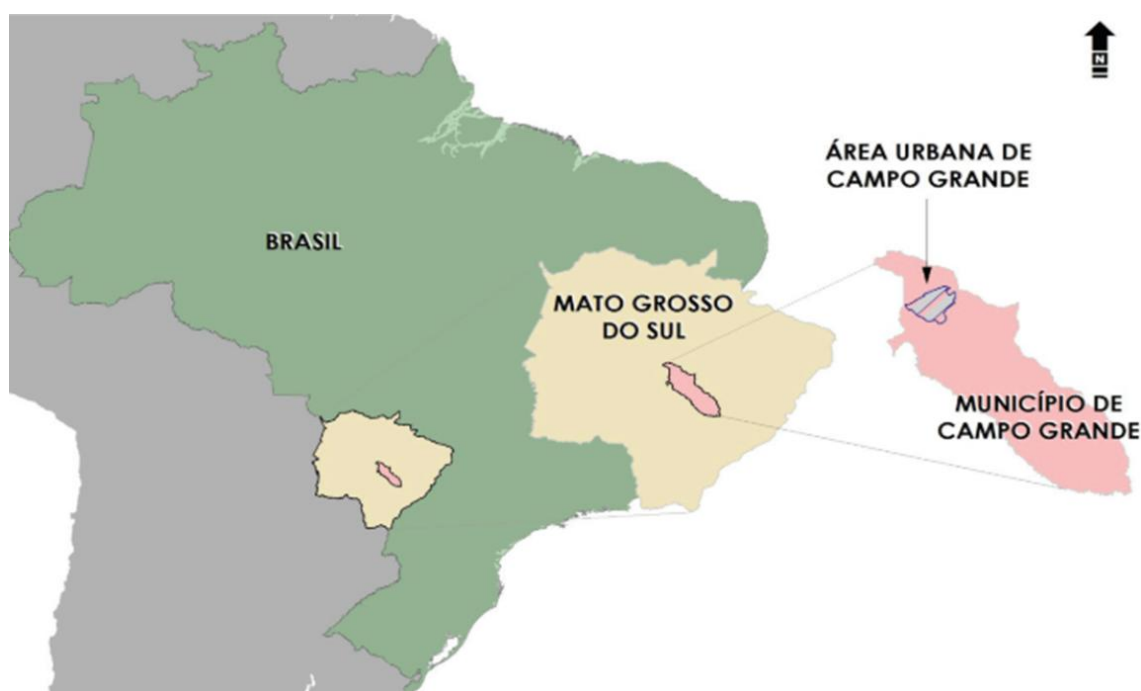 N
ÁREA URBANA DE
CAMPO GRANDE
BRASIL
MATO GROSSO
DO SUL
MUNICÍPIO DE
CAMPO GRANDE